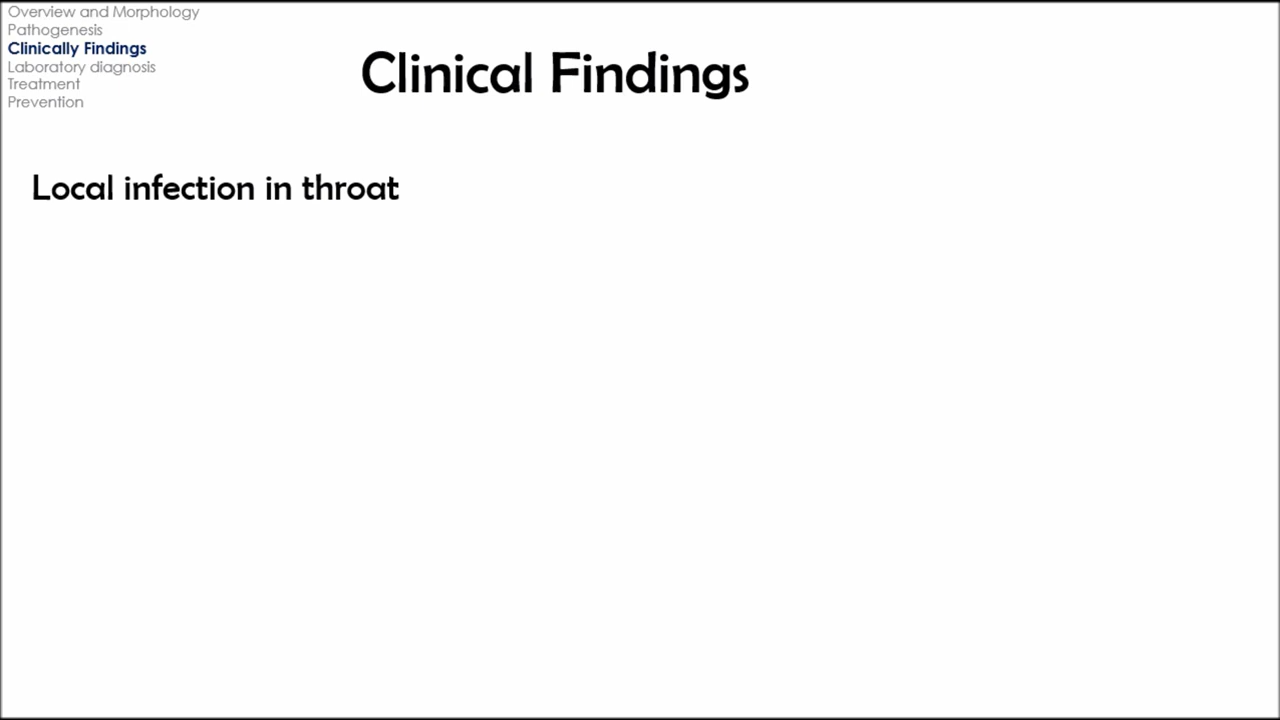 Overview and Morphology
Pathogenesis
Clinically Findings
Laboratory diagnosis
Treatment
Prevention
Clinical Findings
Local infection in throat